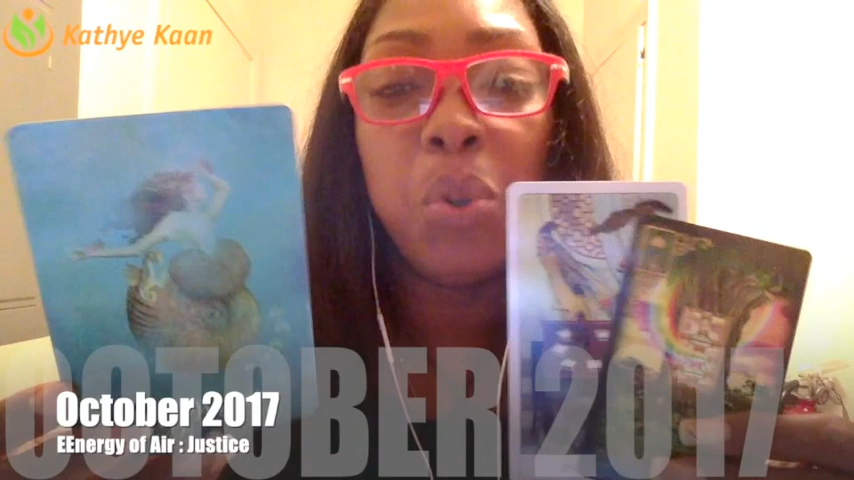 Kathye Kaan
OCTOBER 2017
October 2017
EEnergy of Air : Justice